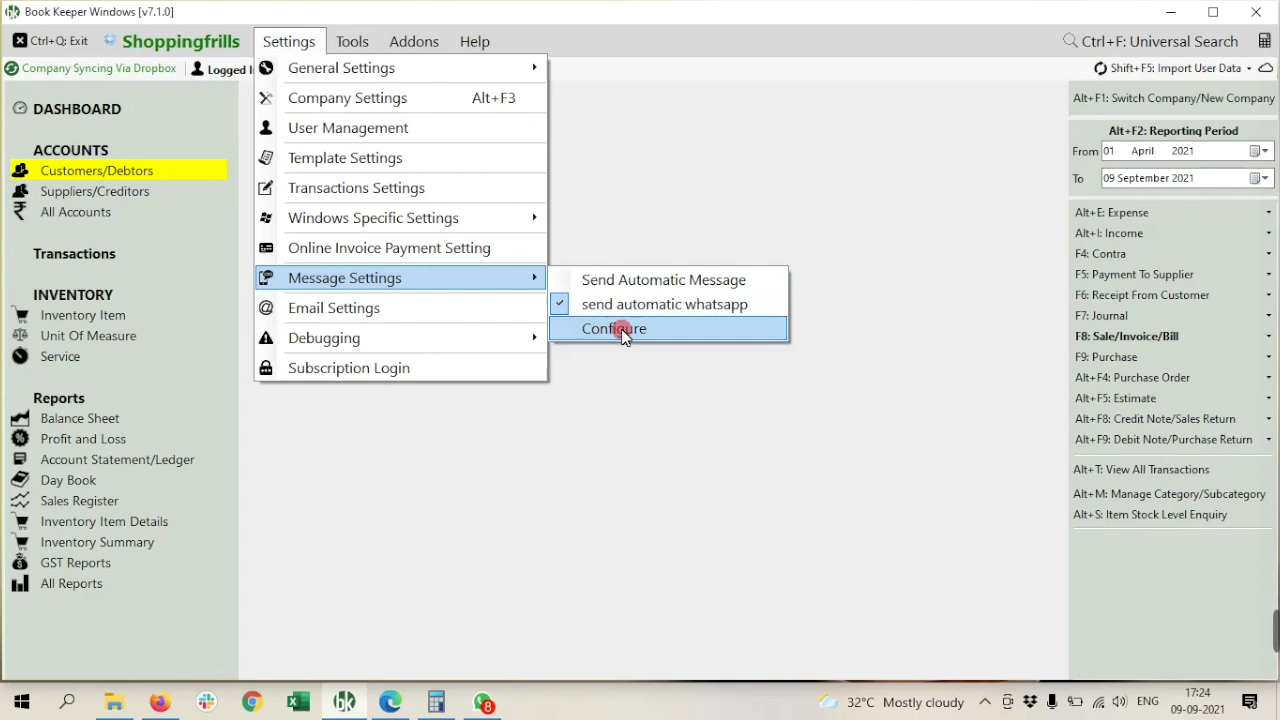 Book Keeper Windows [v7.1.0]
Ctrl+Q: Exit
Shoppingfrills
Settings
Tools
Addons
Help
Ctrl+F: Universal Search
Company Syncing Via Dropbox
Logged
Shift+F5: Import User Data
DASHBOARD
ACCOUNTS
Customers/Debtors
Suppliers/Creditors
All Accounts
Transactions
INVENTORY
Inventory Item
Unit Of Measure
Service
Reports
Balance Sheet
Profit and Loss
Account Statement/Ledger
Day Book
Sales Register
Inventory Item Details
Inventory Summary
GST Reports
All Reports
General Settings
Company Settings Alt+F3
User Management
Template Settings
Transactions Settings
Windows Specific Settings
Online Invoice Payment Setting
Message Settings
Email Settings
Debugging
Subscription Login
Send Automatic Message
send automatic whatsapp
Configure
Alt+F1: Switch Company/New Company
Alt+F2: Reporting Period
From 01 April 2021
To 09 September 2021
Alt+E: Expense
Alt+I: Income
F4: Contra
F5: Payment To Supplier
F6: Receipt From Customer
F7: Journal
F8: Sale/Invoice/Bill
F9: Purchase
Alt+F4: Purchase Order
Alt+F5: Estimate
Alt+F8: Credit Note/Sales Return
Alt+F9: Debit Note/Purchase Return
Alt+T: View All Transactions
Alt+M: Manage Category/Subcategory
Alt+S: Item Stock Level Enquiry
bk
8
32°C Mostly cloudy
ENG
17:24
09-09-2021